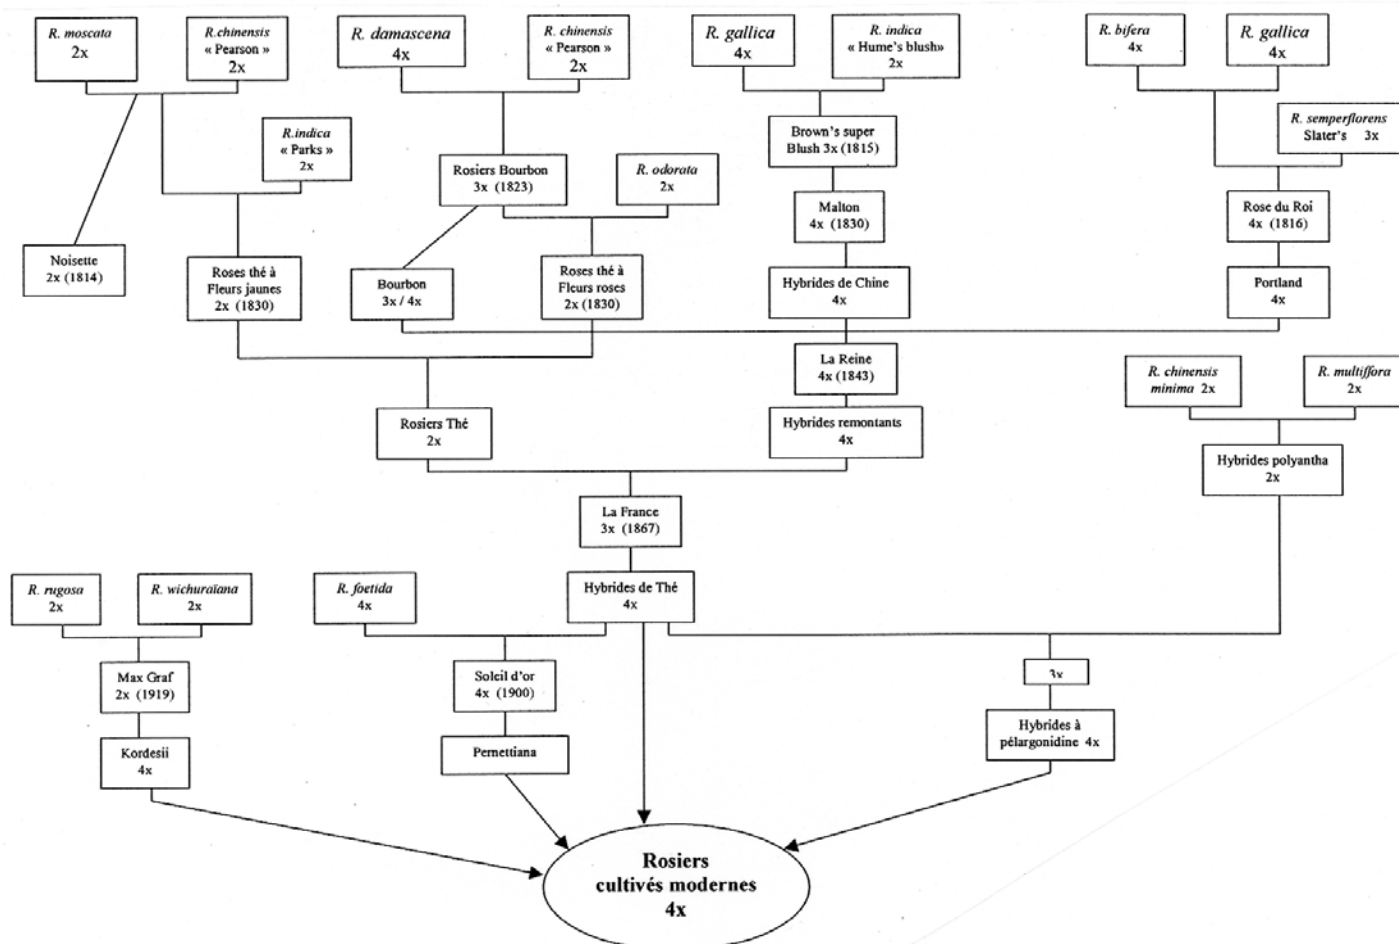 R. moscata
2x
R.chinensis
« Pearson »
2x
R. damascena
4x
R. chinensis
« Pearson »
2x
R. gallica
4x
R. indica
« Hume's blush»
2x
R. bifera
4x
R. gallica
4x
R.indica
« Parks »
2x
Brown's super
Blush 3x (1815)
R. semperflorens
Slater's 3x
Rosiers Bourbon
3x (1823)
R. odorata
2x
Malton
4x (1830)
Rose du Roi
4x (1816)
Noisette
2x (1814)
Roses thé à
Fleurs jaunes
2x (1830)
Bourbon
3x / 4x
Roses thé à
Fleurs roses
2x (1830)
Hybrides de Chine
4x
Portland
4x
La Reine
4x (1843)
R. chinensis
minima 2x
R. multiflora
2x
Rosiers Thé
2x
Hybrides remontants
4x
Hybrides polyantha
2x
La France
3x (1867)
R. rugosa
2x
R. wichuraïana
2x
R. foetida
4x
Hybrides de Thé
4x
Max Graf
2x (1919)
Soleil d'or
4x (1900)
3x
Kordesii
4x
Pernettiana
Hybrides à
pélargonidine 4x
Rosiers
cultivés modernes
4x